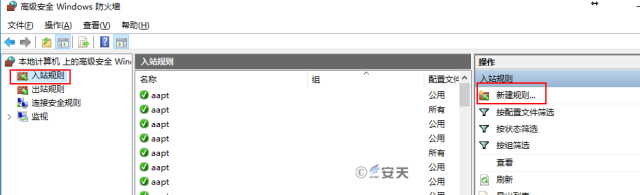 高级安全 Windows 防火墙
文件(F) 操作(A) 查看(V) 帮助(H)
本地计算机 上的高级安全 Win
入站规则
出站规则
连接安全规则
监视
入站规则
名称 组 配置文件
aapt 公用
aapt 所有
aapt 公用
aapt 公用
aapt 所有
aapt 公用
aapt 公用
aapt 公用
©安天
操作
入站规则
新建规则...
按配置文件筛选
按状态筛选
按组筛选
查看
刷新